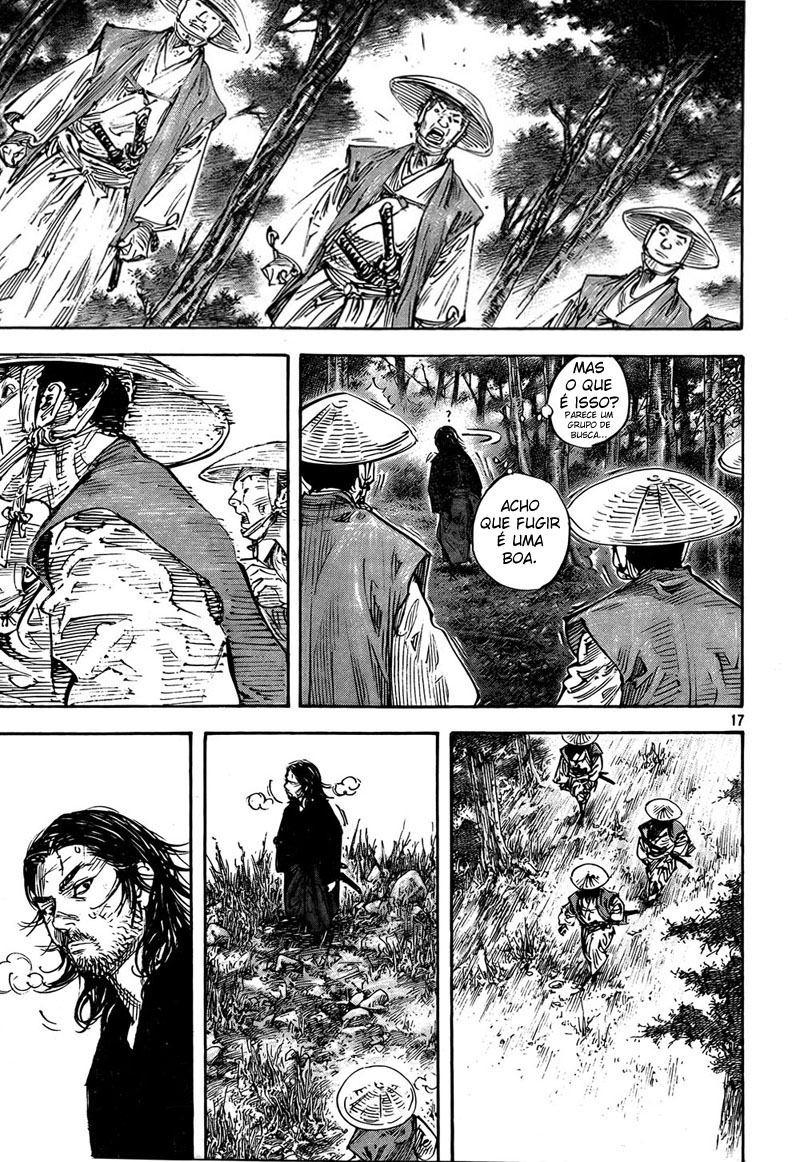 MAS
O QUE
É ISSO?
PARECE UM
GRUPO DE
BUSCA...
?
ACHO
QUE FUGIR
É UMA
BOA.
17